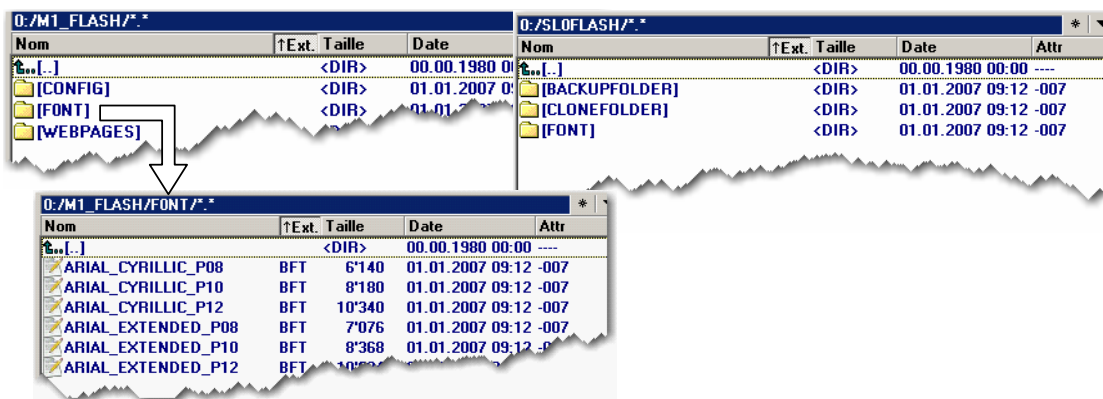 0:/M1_FLASH/*.*
Nom ↑Ext. Taille Date
[..] <DIR> 00.00.1980
[CONFIG] <DIR> 01.01.2007
[FONT] <DIR>
[WEBPAGES]
0:/SL0FLASH/*.* *
Nom ↑Ext. Taille Date Attr
[..] <DIR> 00.00.1980 00:00 ----
[BACKUPFOLDER] <DIR> 01.01.2007 09:12 -007
[CLONEFOLDER] <DIR> 01.01.2007 09:12 -007
[FONT] <DIR> 01.01.2007 09:12 -007
0:/M1_FLASH/FONT/*.* *
Nom ↑Ext. Taille Date Attr
[..] <DIR> 00.00.1980 00:00 ----
ARIAL_CYRILLIC_P08 BFT 6'140 01.01.2007 09:12 -007
ARIAL_CYRILLIC_P10 BFT 8'180 01.01.2007 09:12 -007
ARIAL_CYRILLIC_P12 BFT 10'340 01.01.2007 09:12 -007
ARIAL_EXTENDED_P08 BFT 7'076 01.01.2007 09:12 -007
ARIAL_EXTENDED_P10 BFT 8'368 01.01.2007 09:12
ARIAL_EXTENDED_P12 BFT